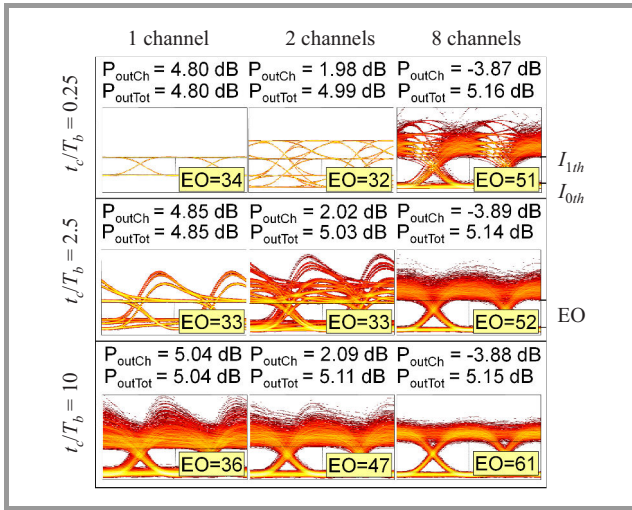 1 channel 2 channels 8 channels
t_c/T_b = 0.25
P_outCh = 4.80 dB P_outCh = 1.98 dB P_outCh = -3.87 dB
P_outTot = 4.80 dB P_outTot = 4.99 dB P_outTot = 5.16 dB
I_1th
EO=34 EO=32 EO=51
I_0th
t_c/T_b = 2.5
P_outCh = 4.85 dB P_outCh = 2.02 dB P_outCh = -3.89 dB
P_outTot = 4.85 dB P_outTot = 5.03 dB P_outTot = 5.14 dB
EO
EO=33 EO=33 EO=52
t_c/T_b = 10
P_outCh = 5.04 dB P_outCh = 2.09 dB P_outCh = -3.88 dB
P_outTot = 5.04 dB P_outTot = 5.11 dB P_outTot = 5.15 dB
EO=36 EO=47 EO=61